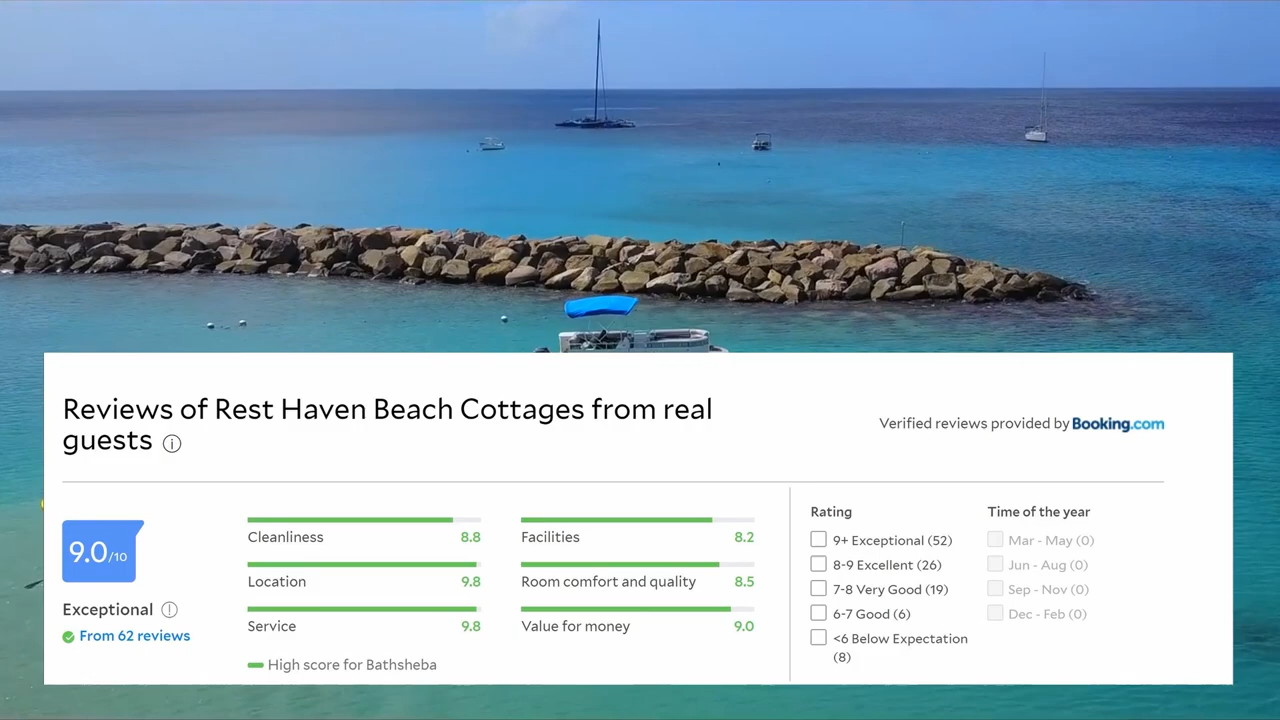 Reviews of Rest Haven Beach Cottages from real
guests
Verified reviews provided by Booking.com
9.0/10
Exceptional
From 62 reviews
Cleanliness 8.8
Location 9.8
Service 9.8
High score for Bathsheba
Facilities 8.2
Room comfort and quality 8.5
Value for money 9.0
Rating
9+ Exceptional (52)
8-9 Excellent (26)
7-8 Very Good (19)
6-7 Good (6)
<6 Below Expectation
(8)
Time of the year
Mar - May (0)
Jun - Aug (0)
Sep - Nov (0)
Dec - Feb (0)